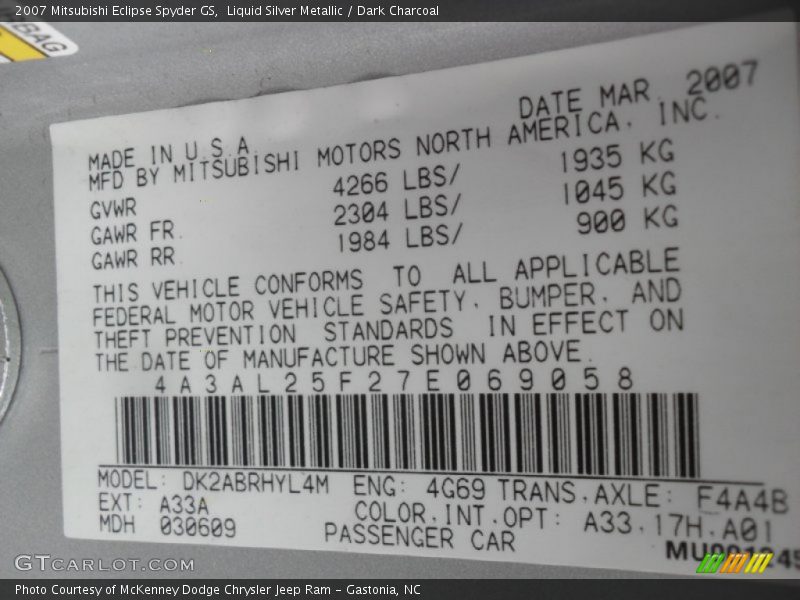 2007 Mitsubishi Eclipse Spyder GS, Liquid Silver Metallic / Dark Charcoal
BAG
DATE MAR. 2007
MADE IN U.S.A.
MFD BY MITSUBISHI MOTORS NORTH AMERICA, INC.
GVWR 4266 LBS/ 1935 KG
GAWR FR. 2304 LBS/ 1045 KG
GAWR RR 1984 LBS/ 900 KG
THIS VEHICLE CONFORMS TO ALL APPLICABLE
FEDERAL MOTOR VEHICLE SAFETY, BUMPER, AND
THEFT PREVENTION STANDARDS IN EFFECT ON
THE DATE OF MANUFACTURE SHOWN ABOVE.
4A3AL25F27E069058
MODEL: DK2ABRHYL4M ENG: 4G69 TRANS.AXLE: F4A4B
EXT: A33A COLOR.INT.OPT: A33.17H.A01
MDH 030609 PASSENGER CAR
GTCARLOT.COM
Photo Courtesy of McKenney Dodge Chrysler Jeep Ram – Gastonia, NC